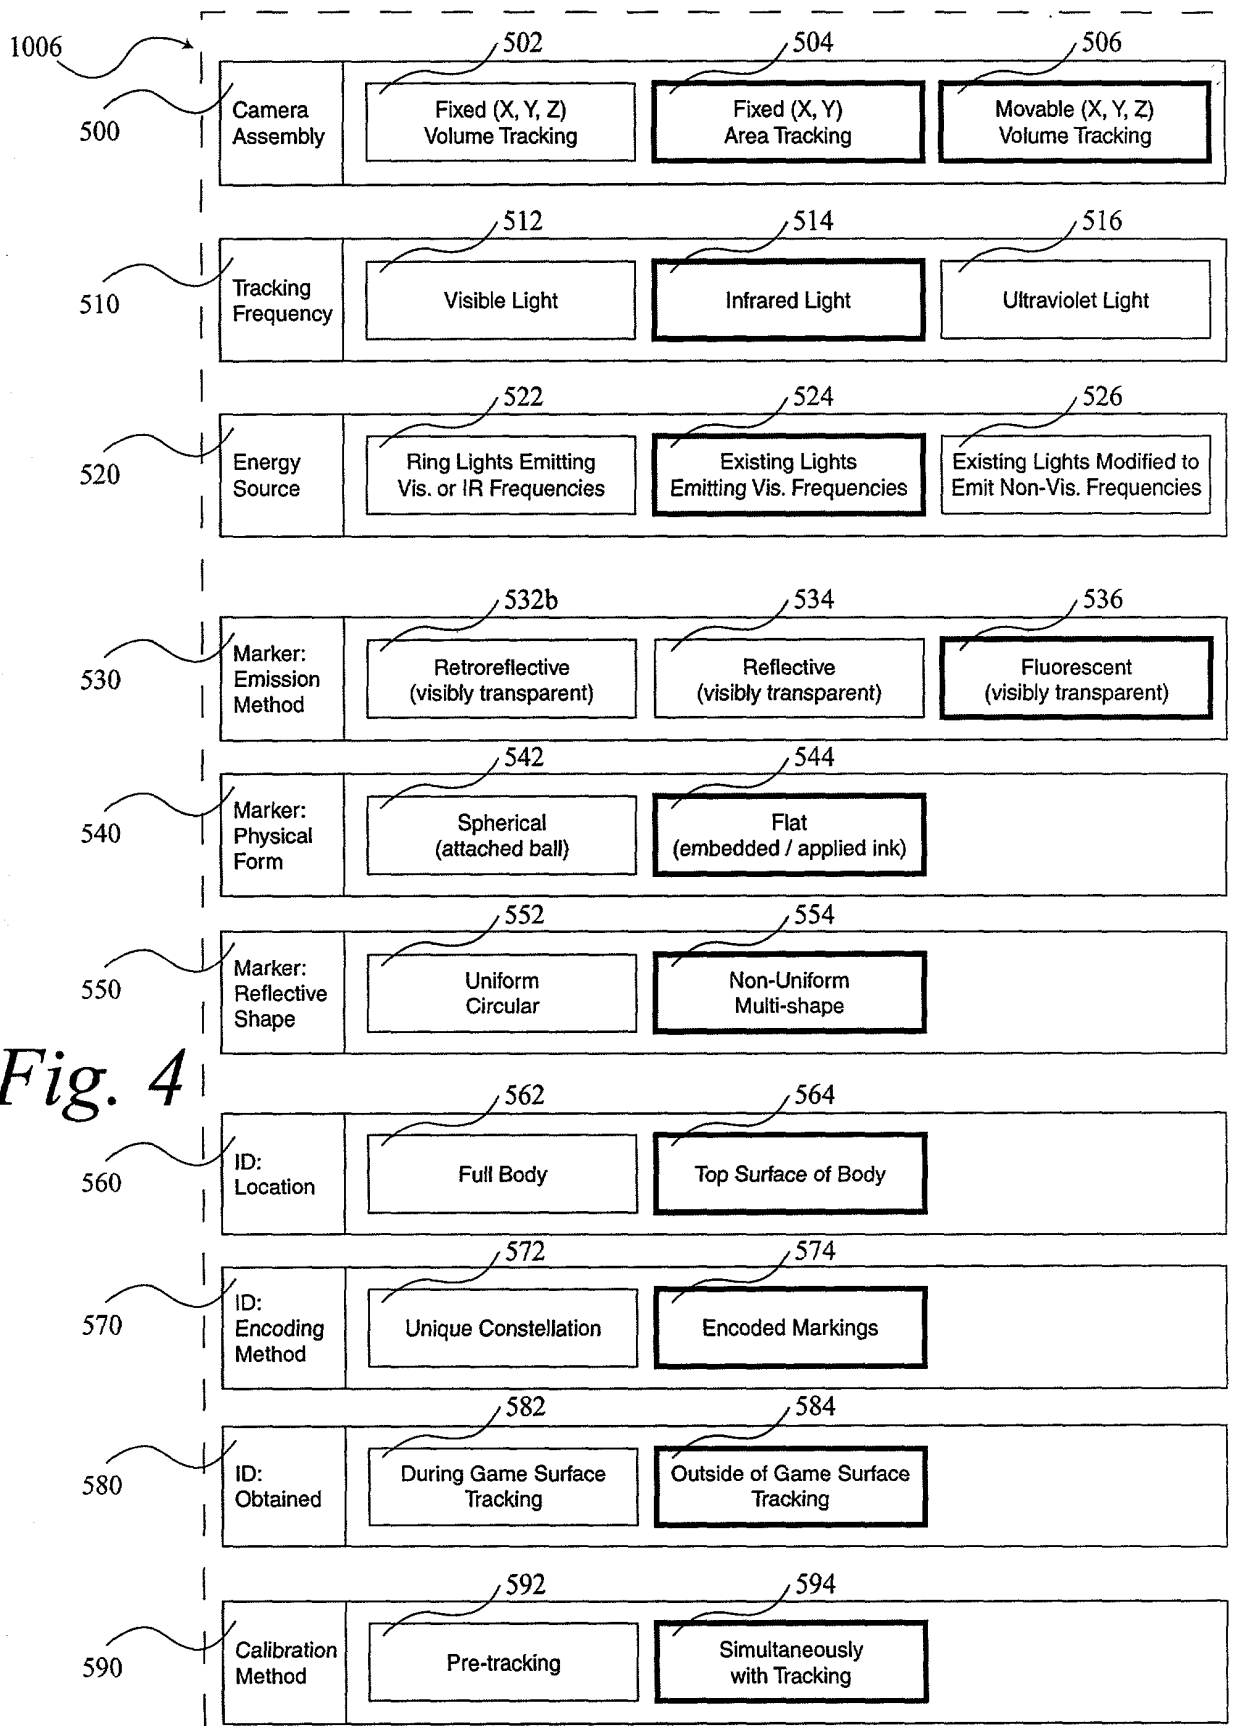 1006
502
504
506
500
Camera
Assembly
Fixed (X, Y, Z)
Volume Tracking
Fixed (X, Y)
Area Tracking
Movable (X, Y, Z)
Volume Tracking
512
514
516
510
Tracking
Frequency
Visible Light
Infrared Light
Ultraviolet Light
522
524
526
520
Energy
Source
Ring Lights Emitting
Vis. or IR Frequencies
Existing Lights
Emitting Vis. Frequencies
Existing Lights Modified to
Emit Non-Vis. Frequencies
532b
534
536
530
Marker:
Emission
Method
Retroreflective
(visibly transparent)
Reflective
(visibly transparent)
Fluorescent
(visibly transparent)
542
544
540
Marker:
Physical
Form
Spherical
(attached ball)
Flat
(embedded / applied ink)
552
554
550
Marker:
Reflective
Shape
Uniform
Circular
Non-Uniform
Multi-shape
Fig. 4
562
564
560
ID:
Location
Full Body
Top Surface of Body
572
574
570
ID:
Encoding
Method
Unique Constellation
Encoded Markings
582
584
580
ID:
Obtained
During Game Surface
Tracking
Outside of Game Surface
Tracking
592
594
590
Calibration
Method
Pre-tracking
Simultaneously
with Tracking